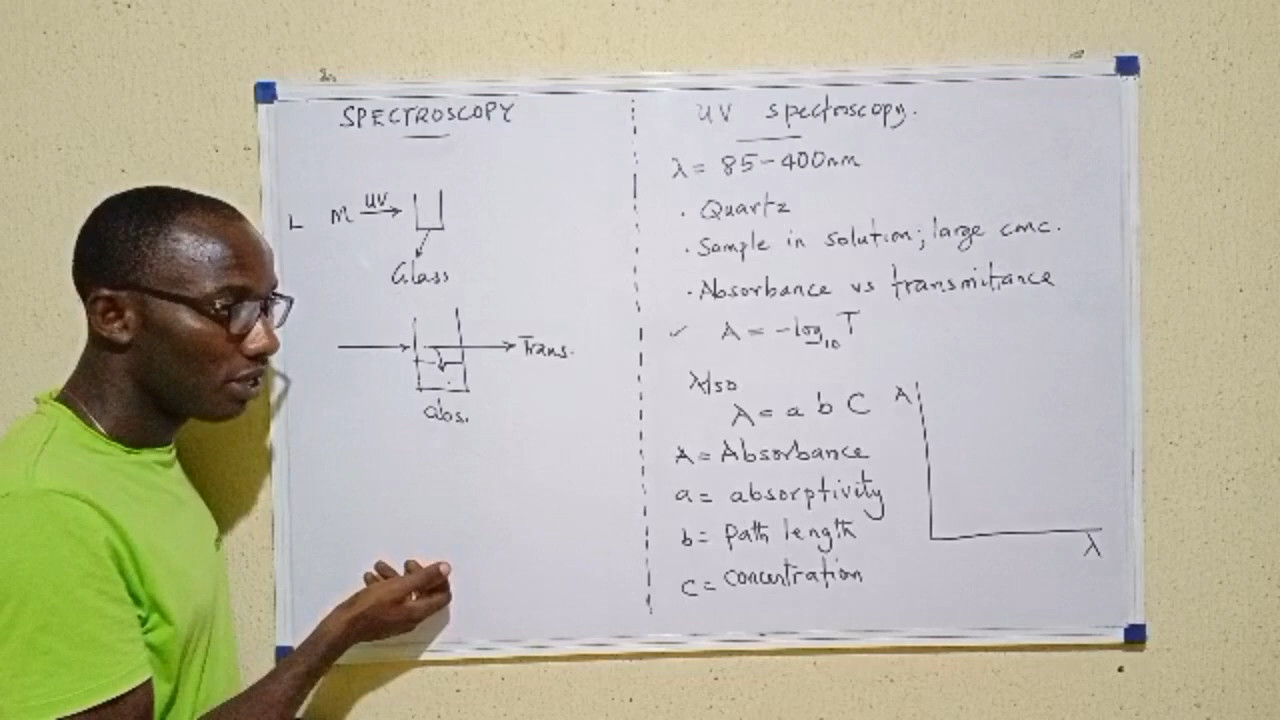 SPECTROSCOPY
L M UV
Glass
Trans.
abs.
UV spectroscopy.
λ = 85-400nm
. Quartz
. Sample in solution; large conc.
. Absorbance vs transmittance
✓ A = -log₁₀ T
Also
A = a b C
A = Absorbance
a = absorptivity
b = Path length
C = Concentration
A
λ